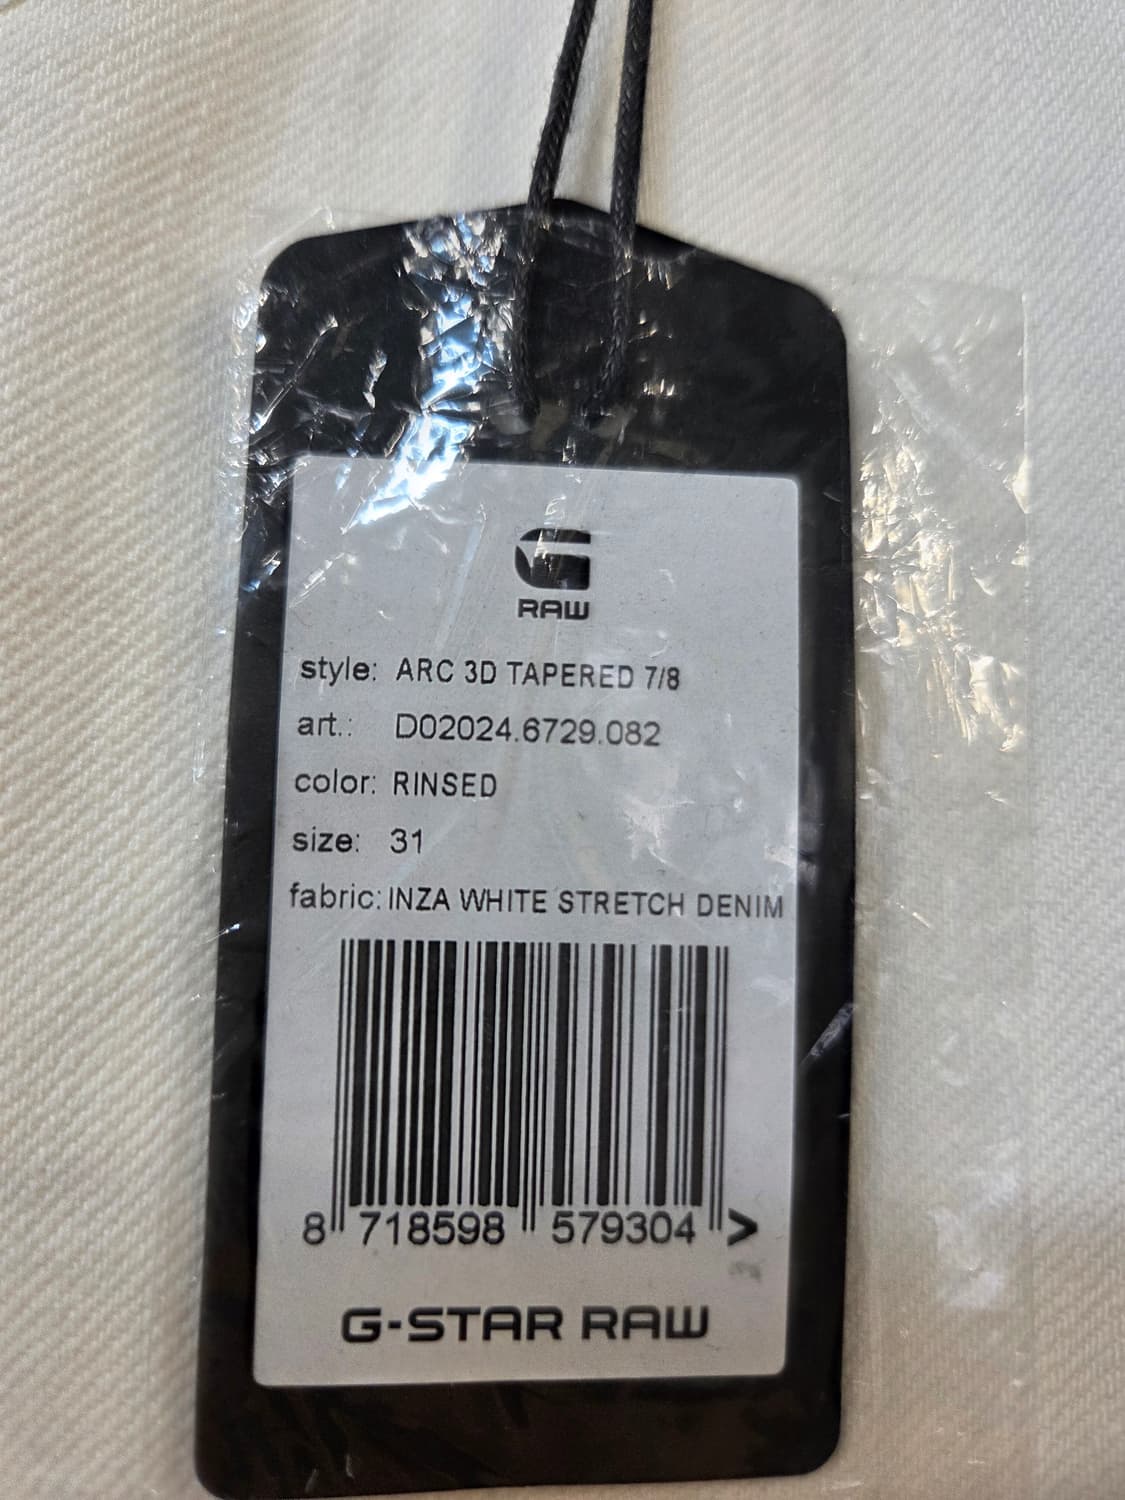 G
RAW
style: ARC 3D TAPERED 7/8
art.: D02024.6729.082
color: RINSED
size: 31
fabric: INZA WHITE STRETCH DENIM
8 718598 579304 >
G-STAR RAW